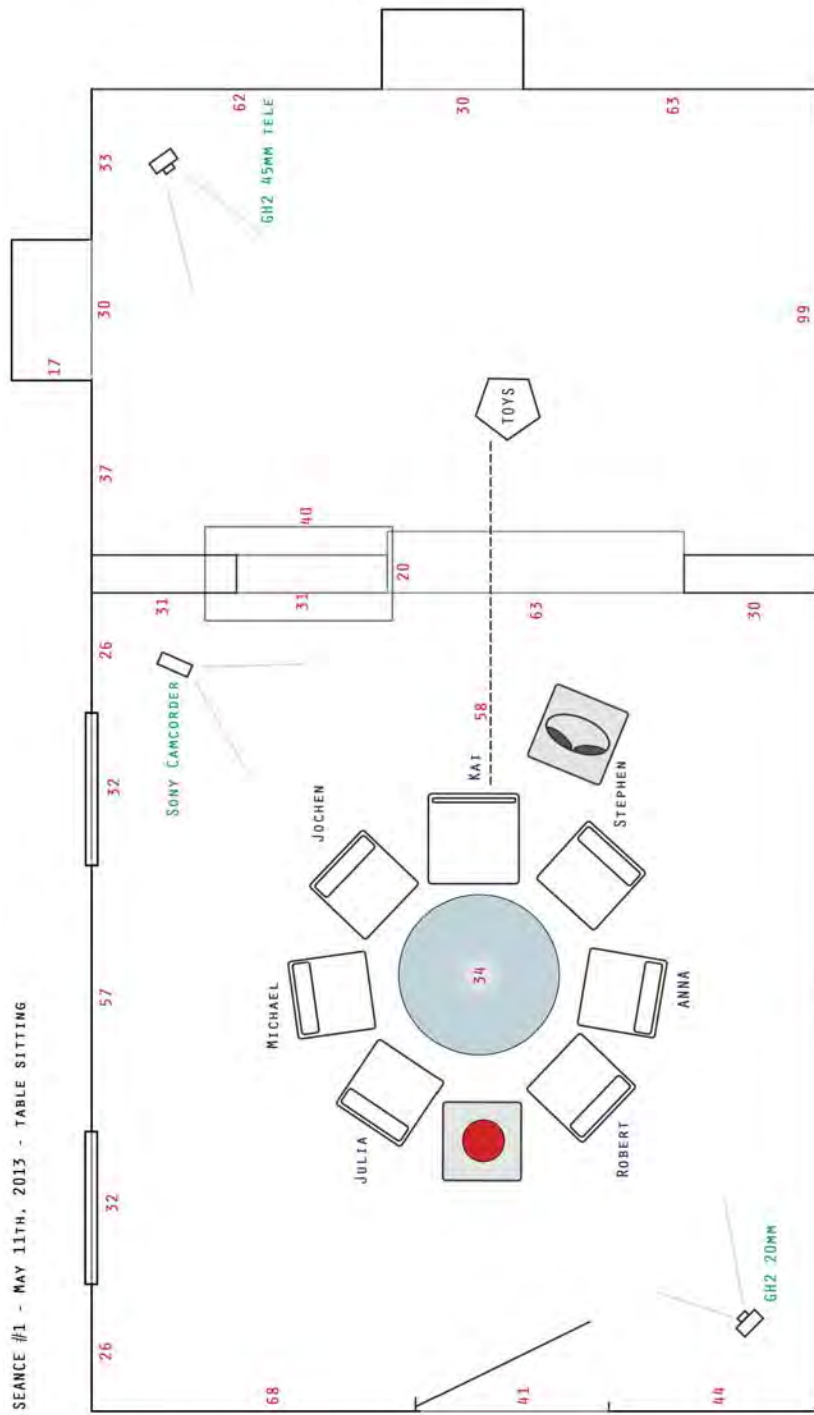 SEANCE #1 - MAY 11TH, 2013 - TABLE SITTING
26
32
57
32
26
37
30
33
17
68
41
44
31
31
40
20
63
30
62
30
63
99
SONY CAMCORDER
GH2 45MM TELE
GH2 20MM
JOCHEN
MICHAEL
JULIA
KAI
58
TOYS
34
STEPHEN
ANNA
ROBERT